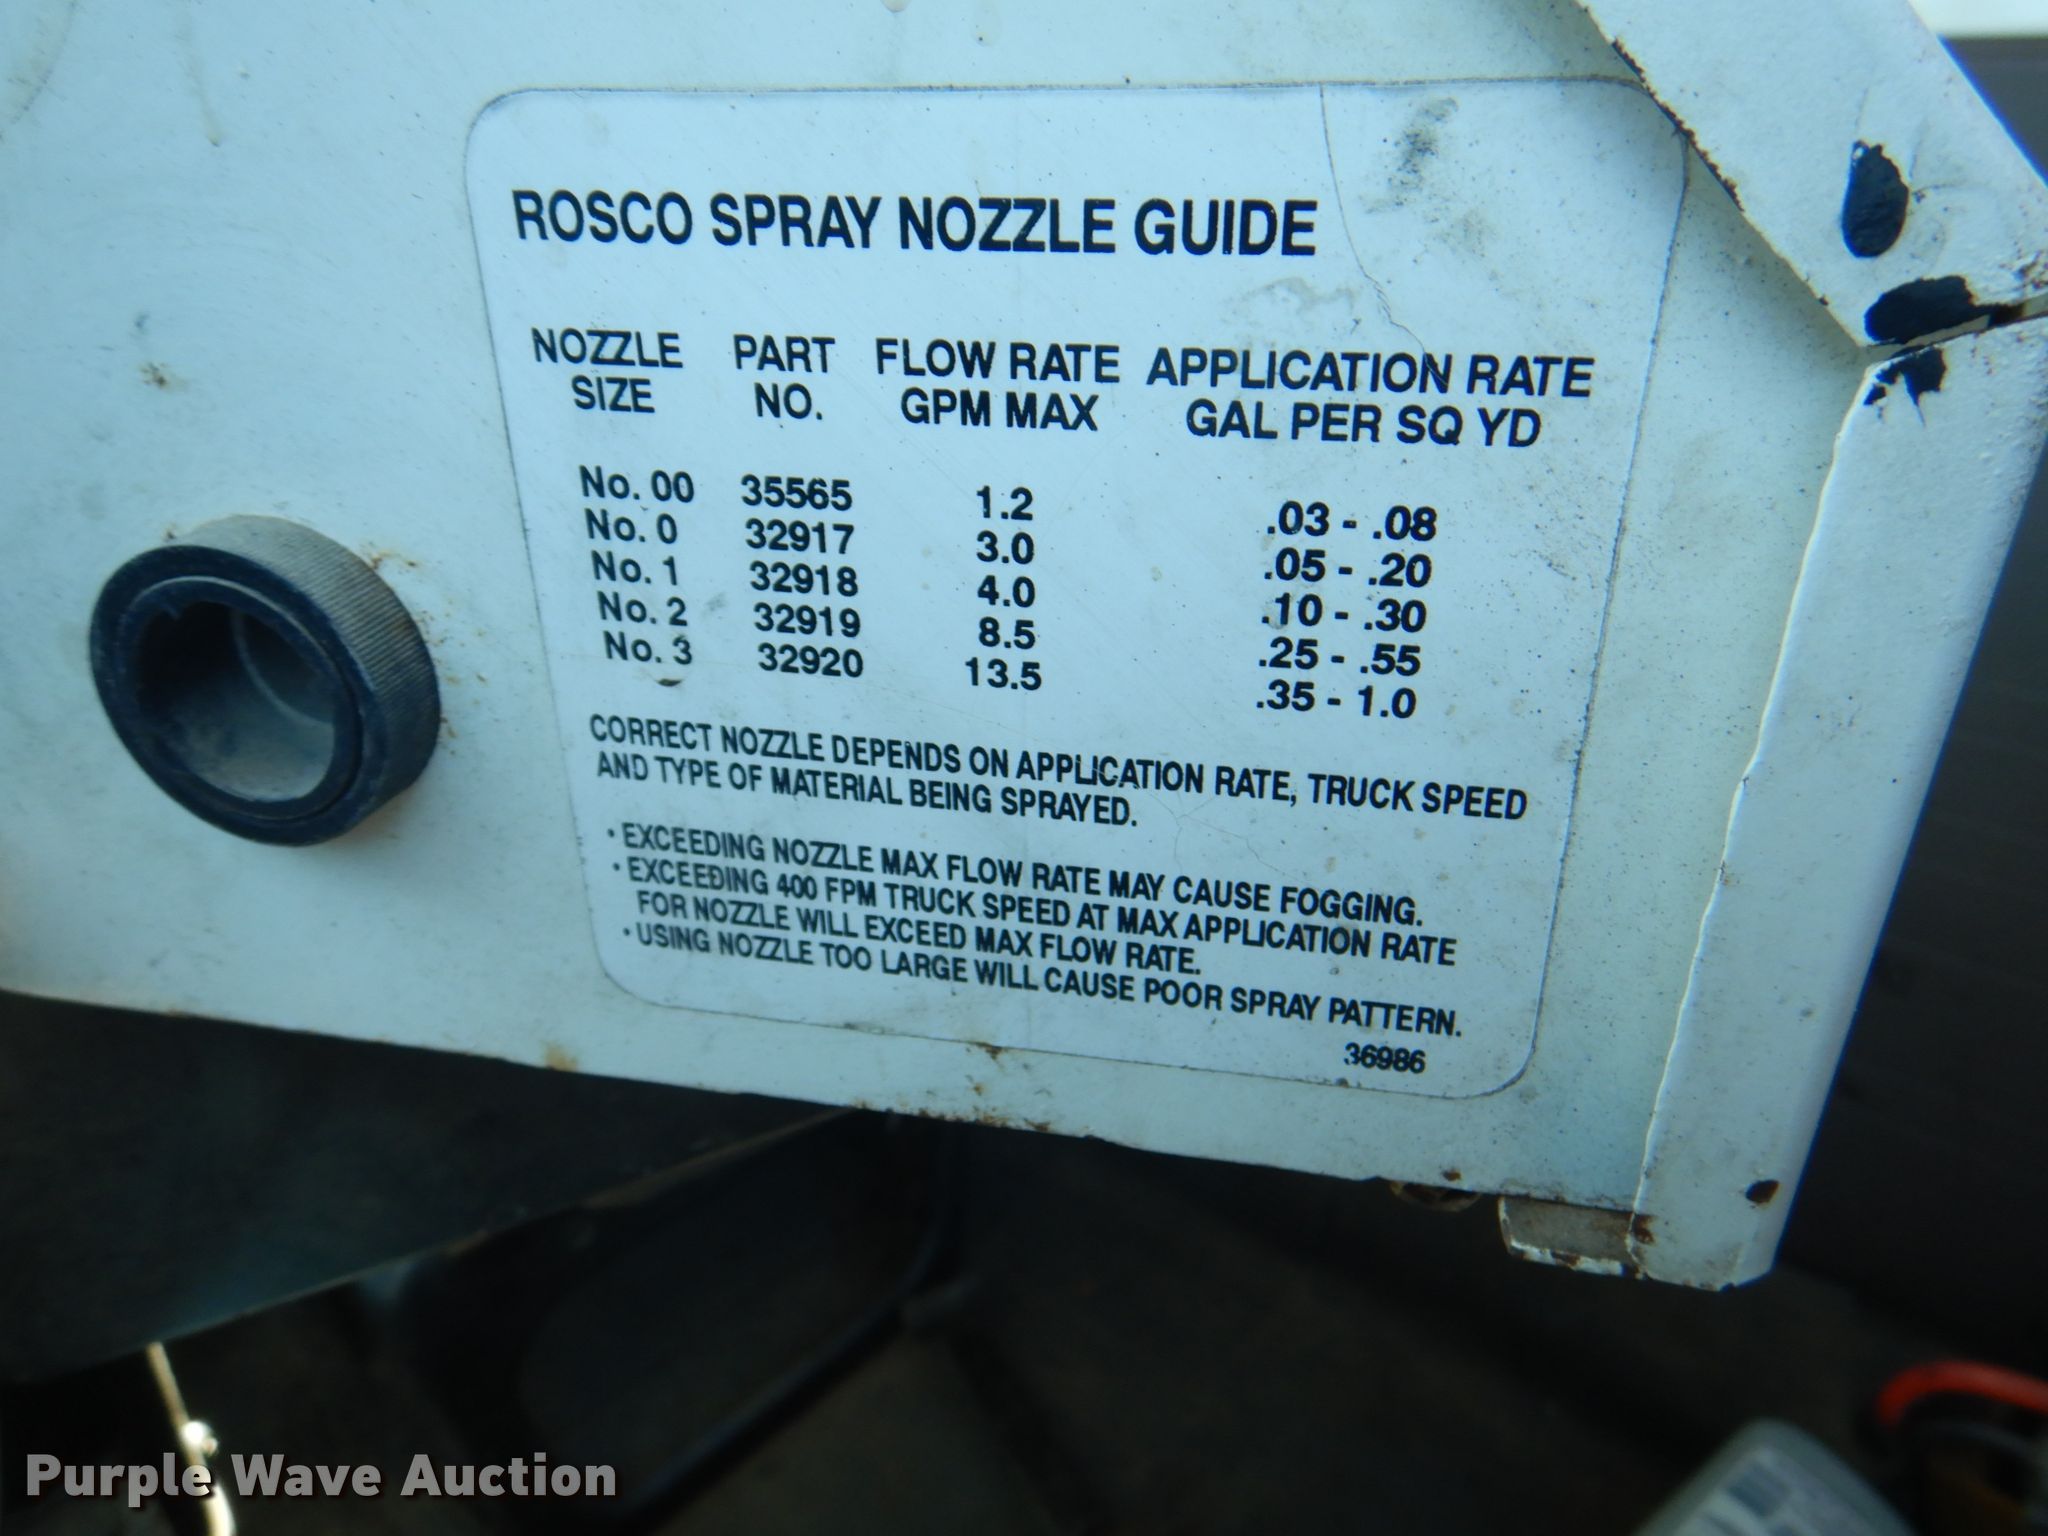 ROSCO SPRAY NOZZLE GUIDE
NOZZLE SIZE PART NO. FLOW RATE GPM MAX APPLICATION RATE GAL PER SQ YD
No. 00 35565 1.2 .03 - .08
No. 0 32917 3.0 .05 - .20
No. 1 32918 4.0 .10 - .30
No. 2 32919 8.5 .25 - .55
No. 3 32920 13.5 .35 - 1.0
CORRECT NOZZLE DEPENDS ON APPLICATION RATE, TRUCK SPEED
AND TYPE OF MATERIAL BEING SPRAYED.
• EXCEEDING NOZZLE MAX FLOW RATE MAY CAUSE FOGGING.
• EXCEEDING 400 FPM TRUCK SPEED AT MAX APPLICATION RATE
FOR NOZZLE WILL EXCEED MAX FLOW RATE.
• USING NOZZLE TOO LARGE WILL CAUSE POOR SPRAY PATTERN.
36986
Purple Wave Auction